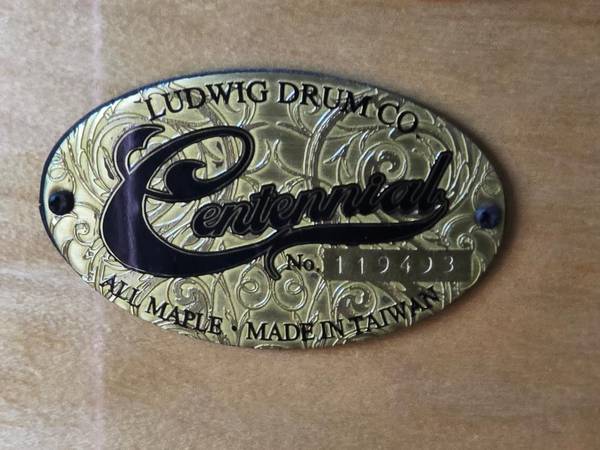 LUDWIG DRUM CO
Centennial
No. 119493
ALL MAPLE • MADE IN TAIWAN